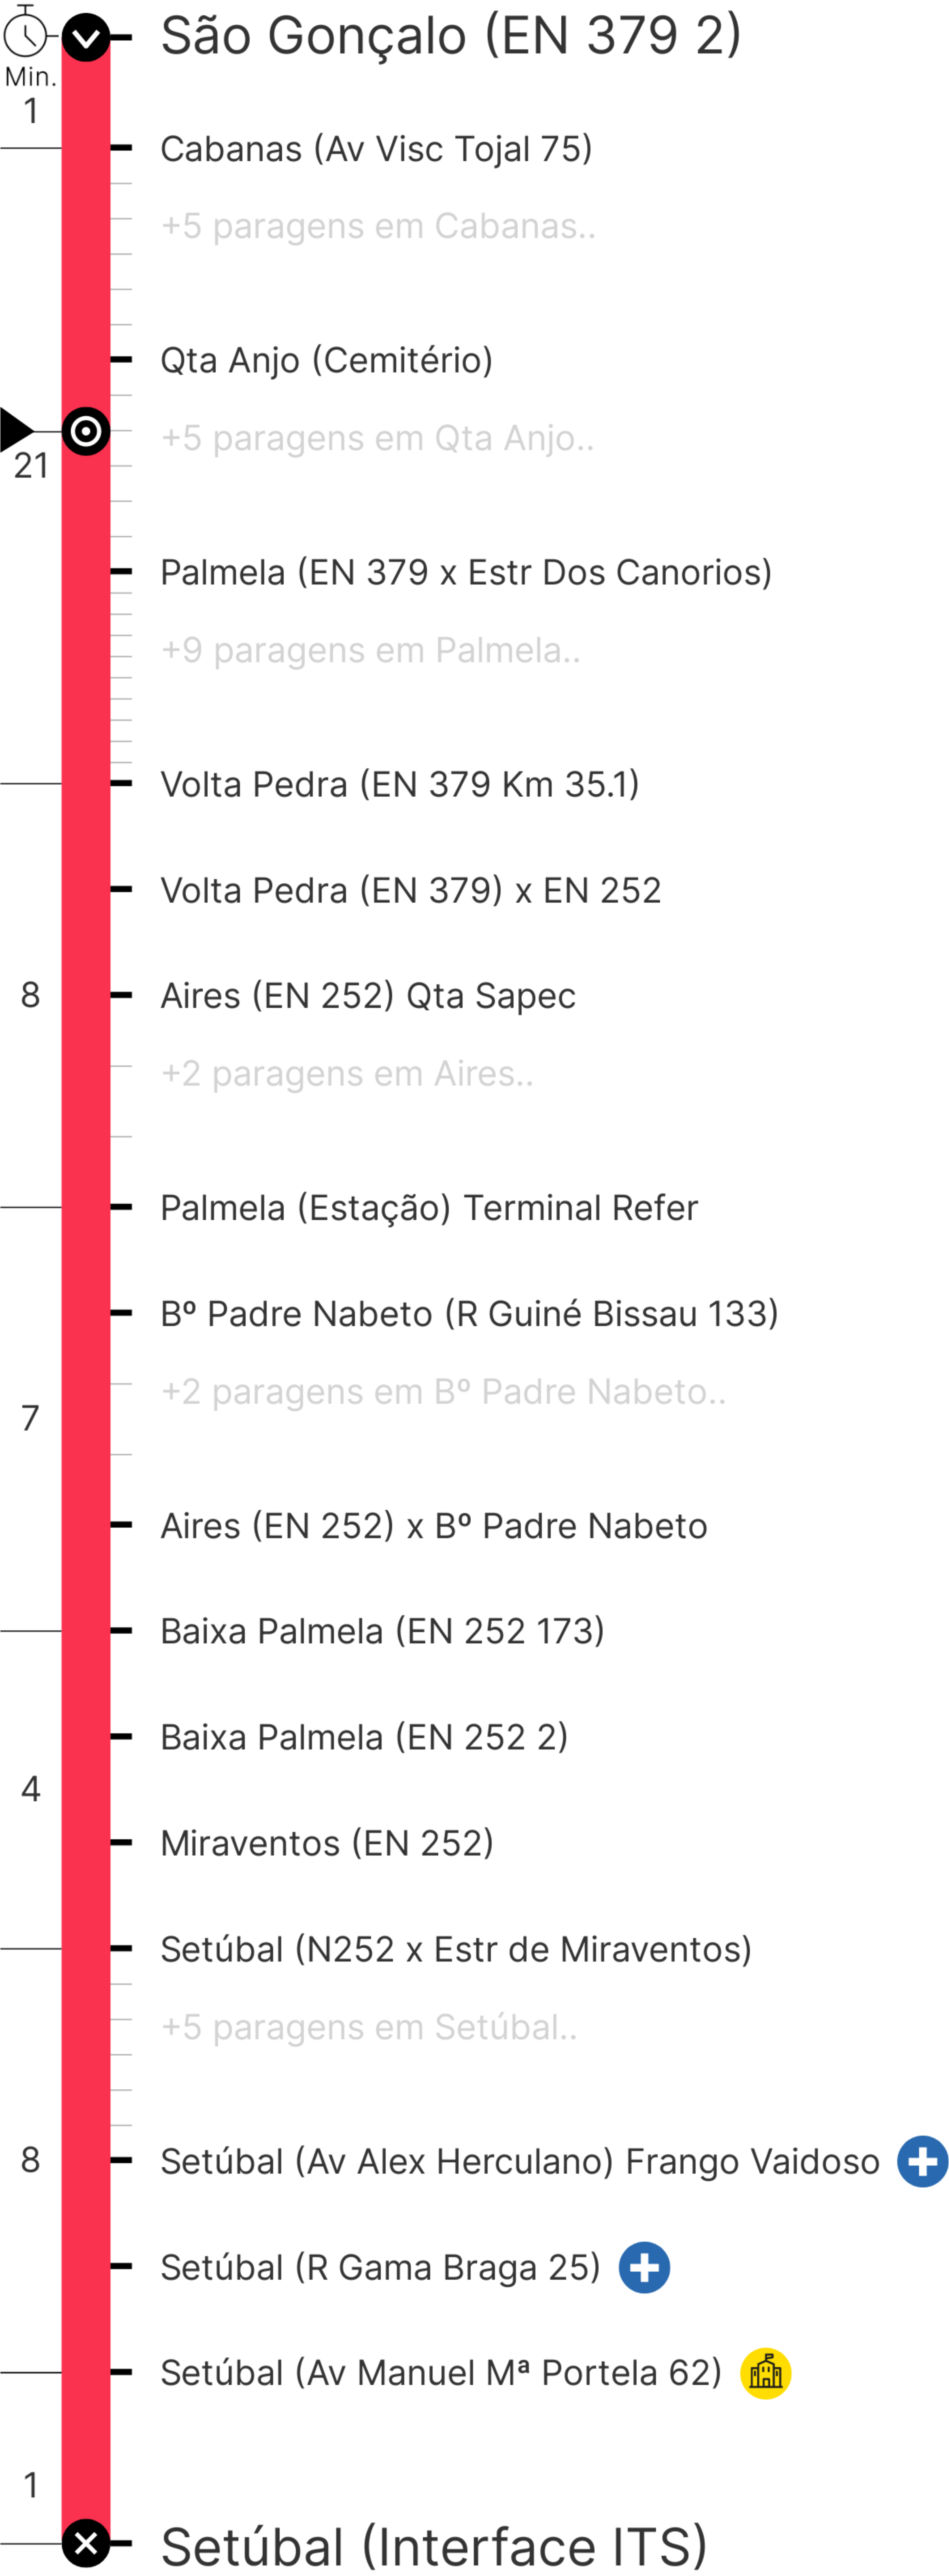 São Gonçalo (EN 379 2)
Min.
1
Cabanas (Av Visc Tojal 75)
+5 paragens em Cabanas..
Qta Anjo (Cemitério)
+5 paragens em Qta Anjo..
21
Palmela (EN 379 x Estr Dos Canorios)
+9 paragens em Palmela..
Volta Pedra (EN 379 Km 35.1)
Volta Pedra (EN 379) x EN 252
8
Aires (EN 252) Qta Sapec
+2 paragens em Aires..
Palmela (Estação) Terminal Refer
Bº Padre Nabeto (R Guiné Bissau 133)
+2 paragens em Bº Padre Nabeto..
7
Aires (EN 252) x Bº Padre Nabeto
Baixa Palmela (EN 252 173)
Baixa Palmela (EN 252 2)
4
Miraventos (EN 252)
Setúbal (N252 x Estr de Miraventos)
+5 paragens em Setúbal..
8
Setúbal (Av Alex Herculano) Frango Vaidoso
Setúbal (R Gama Braga 25)
Setúbal (Av Manuel Mª Portela 62)
1
Setúbal (Interface ITS)